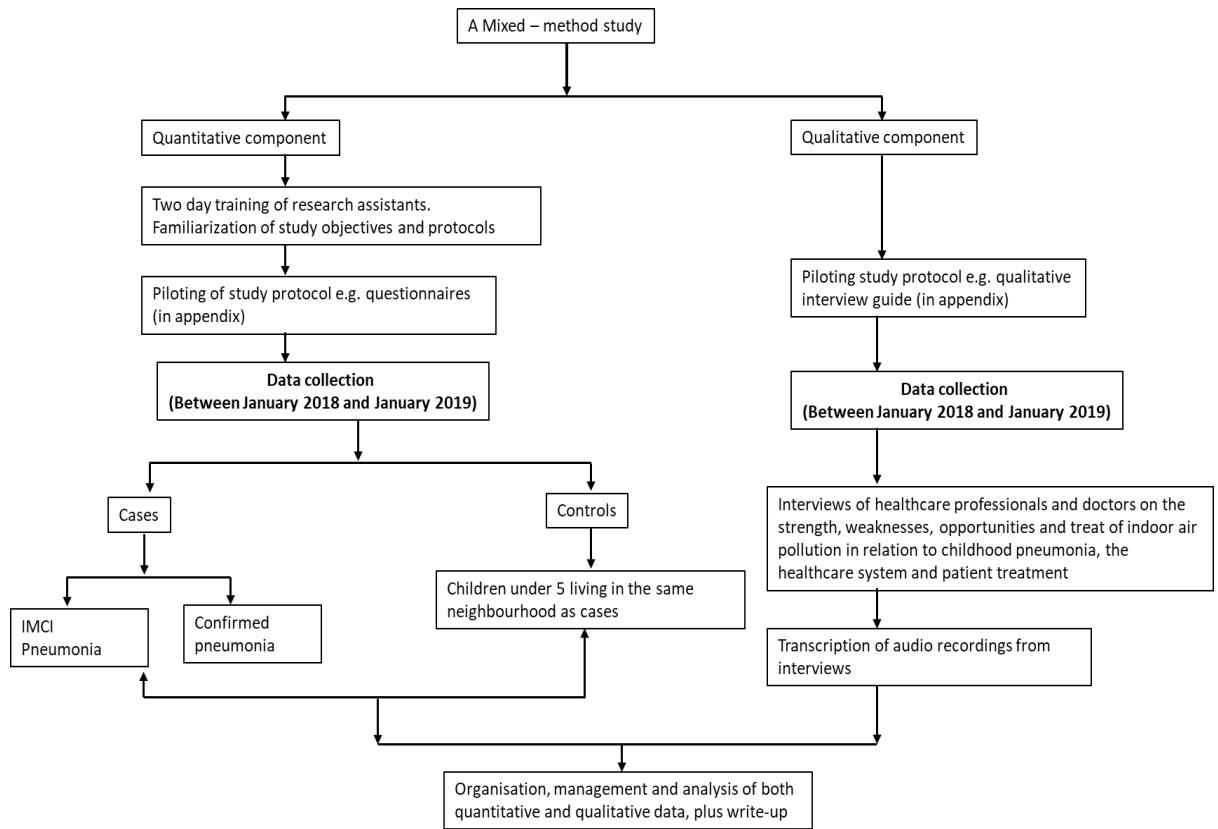 A Mixed – method study
Quantitative component
Qualitative component
Two day training of research assistants.
Familiarization of study objectives and protocols
Piloting of study protocol e.g. questionnaires
(in appendix)
Piloting study protocol e.g. qualitative
interview guide (in appendix)
Data collection
(Between January 2018 and January 2019)
Data collection
(Between January 2018 and January 2019)
Cases
Controls
Interviews of healthcare professionals and doctors on the
strength, weaknesses, opportunities and treat of indoor air
pollution in relation to childhood pneumonia, the
healthcare system and patient treatment
IMCI
Pneumonia
Confirmed
pneumonia
Children under 5 living in the same
neighbourhood as cases
Transcription of audio recordings from
interviews
Organisation, management and analysis of both
quantitative and qualitative data, plus write-up